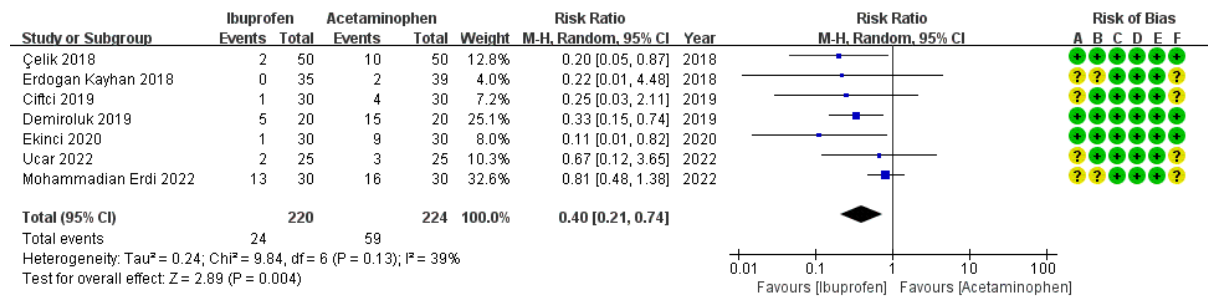 Ibuprofen Acetaminophen Risk Ratio Risk Ratio Risk of Bias
Study or Subgroup Events Total Events Total Weight M-H, Random, 95% CI Year M-H, Random, 95% CI A B C D E F
Çelik 2018 2 50 10 50 12.8% 0.20 [0.05, 0.87] 2018 + + + + + +
Erdogan Kayhan 2018 0 35 2 39 4.0% 0.22 [0.01, 4.48] 2018 ? ? + + + ?
Ciftci 2019 1 30 4 30 7.2% 0.25 [0.03, 2.11] 2019 ? + + + + ?
Demiroluk 2019 5 20 15 20 25.1% 0.33 [0.15, 0.74] 2019 + + + + + +
Ekinci 2020 1 30 9 30 8.0% 0.11 [0.01, 0.82] 2020 + + + + + +
Ucar 2022 2 25 3 25 10.3% 0.67 [0.12, 3.65] 2022 ? + + + + ?
Mohammadian Erdi 2022 13 30 16 30 32.6% 0.81 [0.48, 1.38] 2022 ? ? + + + ?
Total (95% CI) 220 224 100.0% 0.40 [0.21, 0.74]
Total events 24 59
Heterogeneity: Tau² = 0.24; Chi² = 9.84, df = 6 (P = 0.13); I² = 39%
Test for overall effect: Z = 2.89 (P = 0.004)
0.01 0.1 1 10 100
Favours [Ibuprofen] Favours [Acetaminophen]